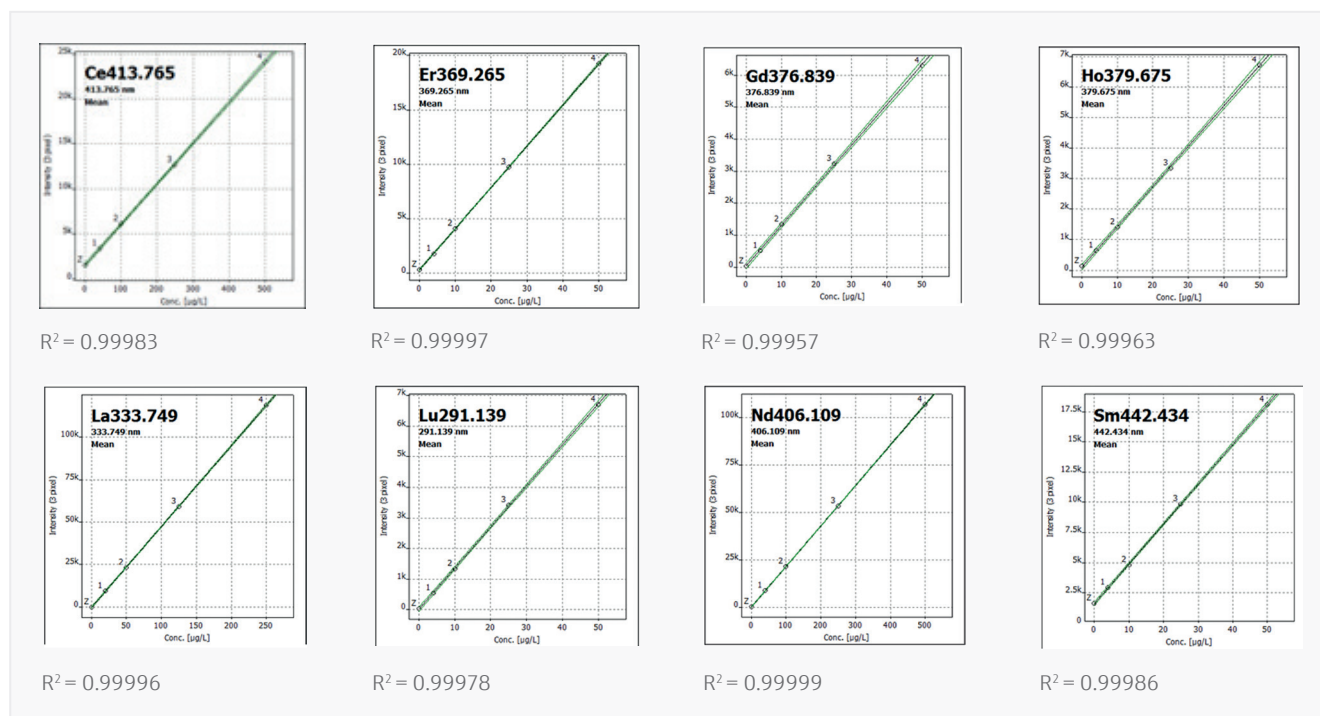 Ce413.765
413.765 nm
Mean
Intensity (3 pixel)
25k
20k
15k
10k
5k
0
Z
1
2
3
4
0 100 200 300 400 500
Conc. [µg/L]
R² = 0.99983
Er369.265
369.265 nm
Mean
Intensity (3 pixel)
20k
15k
10k
5k
0
Z
1
2
3
4
0 10 20 30 40 50
Conc. [µg/L]
R² = 0.99997
Gd376.839
376.839 nm
Mean
Intensity (3 pixel)
6k
5k
4k
3k
2k
1k
0
Z
1
2
3
4
0 10 20 30 40 50
Conc. [µg/L]
R² = 0.99957
Ho379.675
379.675 nm
Mean
Intensity (3 pixel)
7k
6k
5k
4k
3k
2k
1k
0
Z
1
2
3
4
0 10 20 30 40 50
Conc. [µg/L]
R² = 0.99963
La333.749
333.749 nm
Mean
Intensity (3 pixel)
100k
75k
50k
25k
0
Z
1
2
3
4
0 50 100 150 200 250
Conc. [µg/L]
R² = 0.99996
Lu291.139
291.139 nm
Mean
Intensity (3 pixel)
7k
6k
5k
4k
3k
2k
1k
0
Z
1
2
3
4
0 10 20 30 40 50
Conc. [µg/L]
R² = 0.99978
Nd406.109
406.109 nm
Mean
Intensity (3 pixel)
100k
75k
50k
25k
0
Z
1
2
3
4
0 100 200 300 400 500
Conc. [µg/L]
R² = 0.99999
Sm442.434
442.434 nm
Mean
Intensity (3 pixel)
17.5k
15k
12.5k
10k
7.5k
5k
2.5k
0
Z
1
2
3
4
0 10 20 30 40 50
Conc. [µg/L]
R² = 0.99986